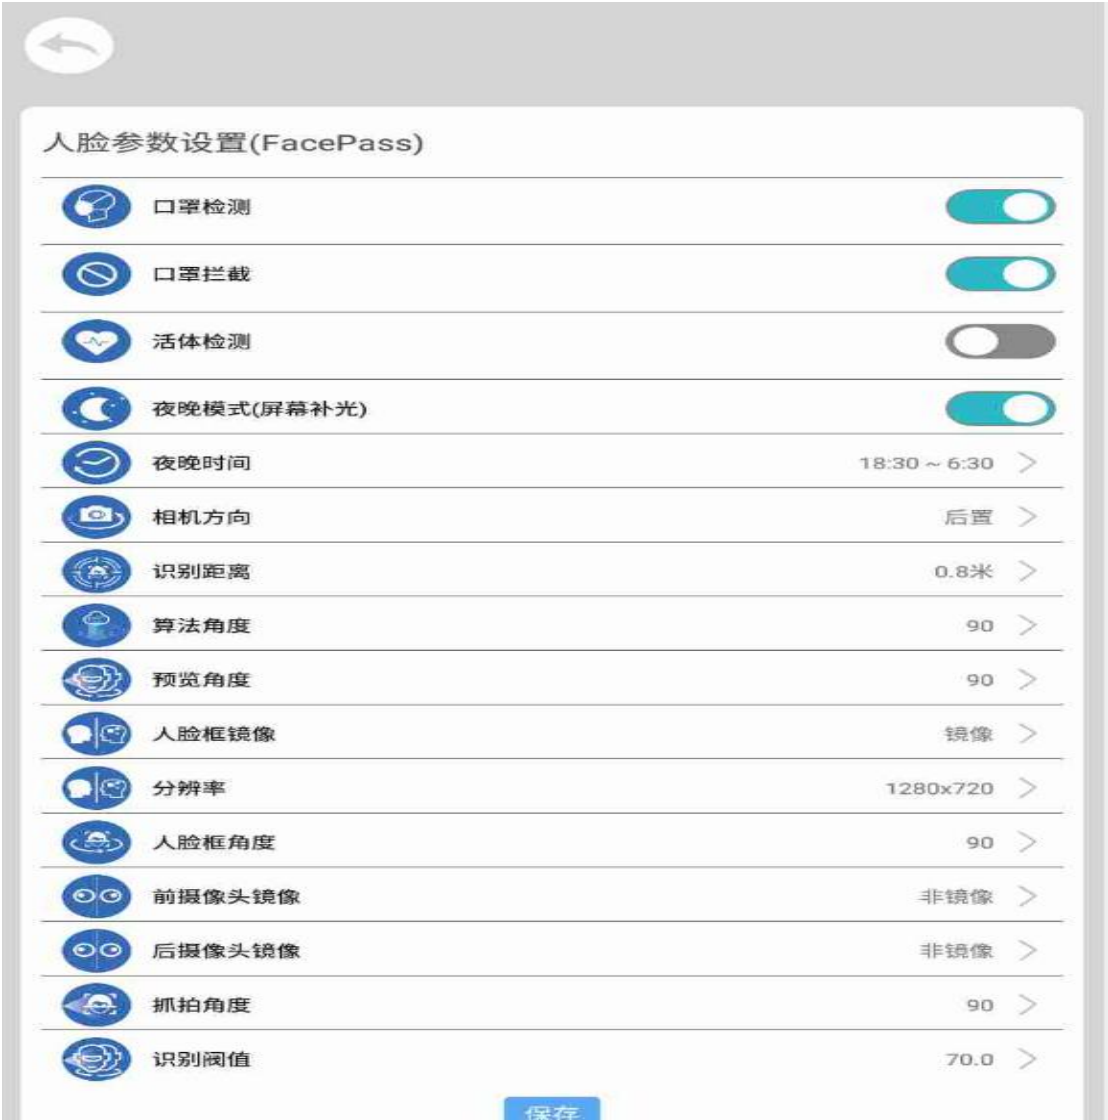 人脸参数设置(FacePass)
口罩检测
口罩拦截
活体检测
夜晚模式(屏幕补光)
夜晚时间 18:30 ~ 6:30
相机方向 后置
识别距离 0.8米
算法角度 90
预览角度 90
人脸框镜像 镜像
分辨率 1280x720
人脸框角度 90
前摄像头镜像 非镜像
后摄像头镜像 非镜像
抓拍角度 90
识别阀值 70.0
保存